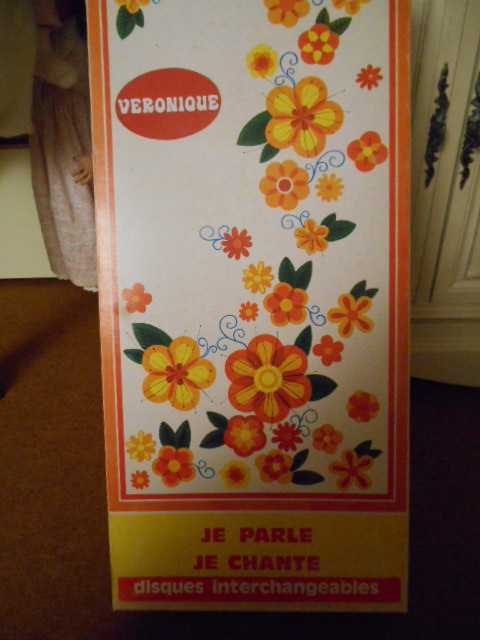 VERONIQUE
JE PARLE
JE CHANTE
disques interchangeables